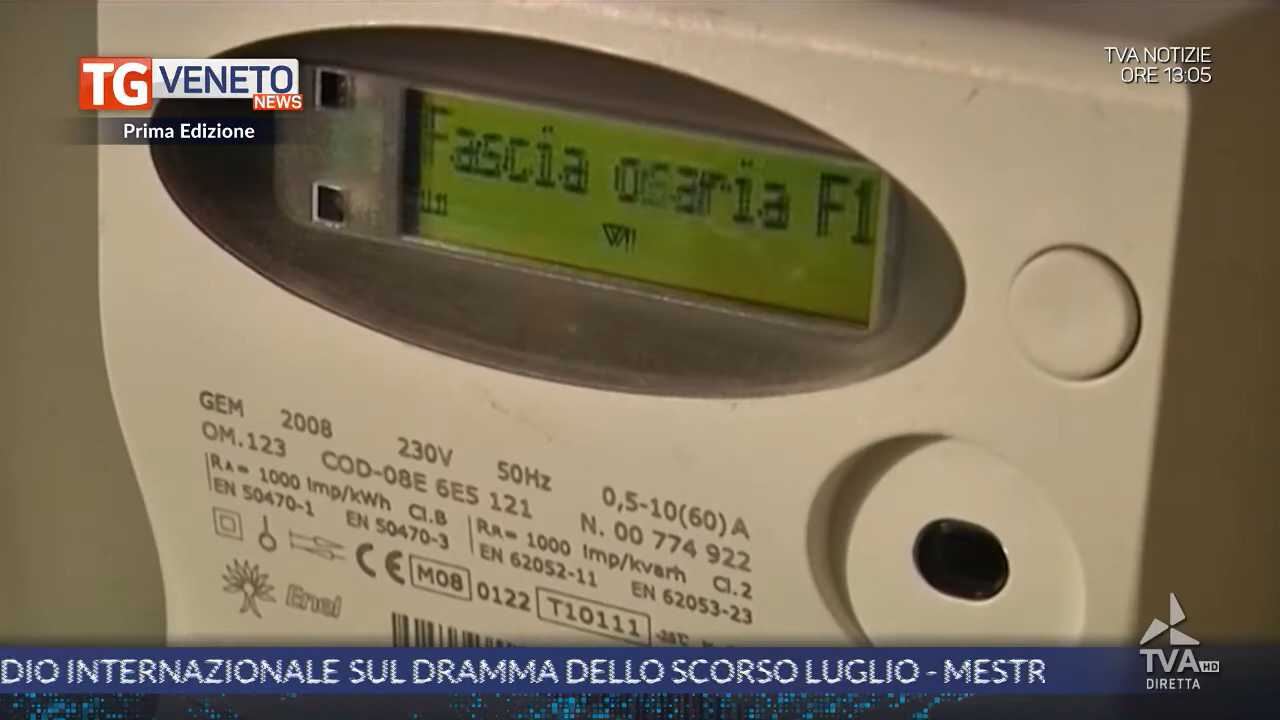 TG VENETO
NEWS
Prima Edizione
TVA NOTIZIE
ORE 13:05
Fascia oraria F1
GEM 2008 230V 50Hz 0,5-10(60)A
OM.123 COD-08E 6E5 121 N. 00 774 922
RA= 1000 Imp/kWh Cl.B RR= 1000 Imp/kvarh Cl.2
EN 50470-1 EN 50470-3 EN 62052-11 EN 62053-23
CE M08 0122 T10111
Enel
DIO INTERNAZIONALE SUL DRAMMA DELLO SCORSO LUGLIO - MESTR
TVA HD
DIRETTA